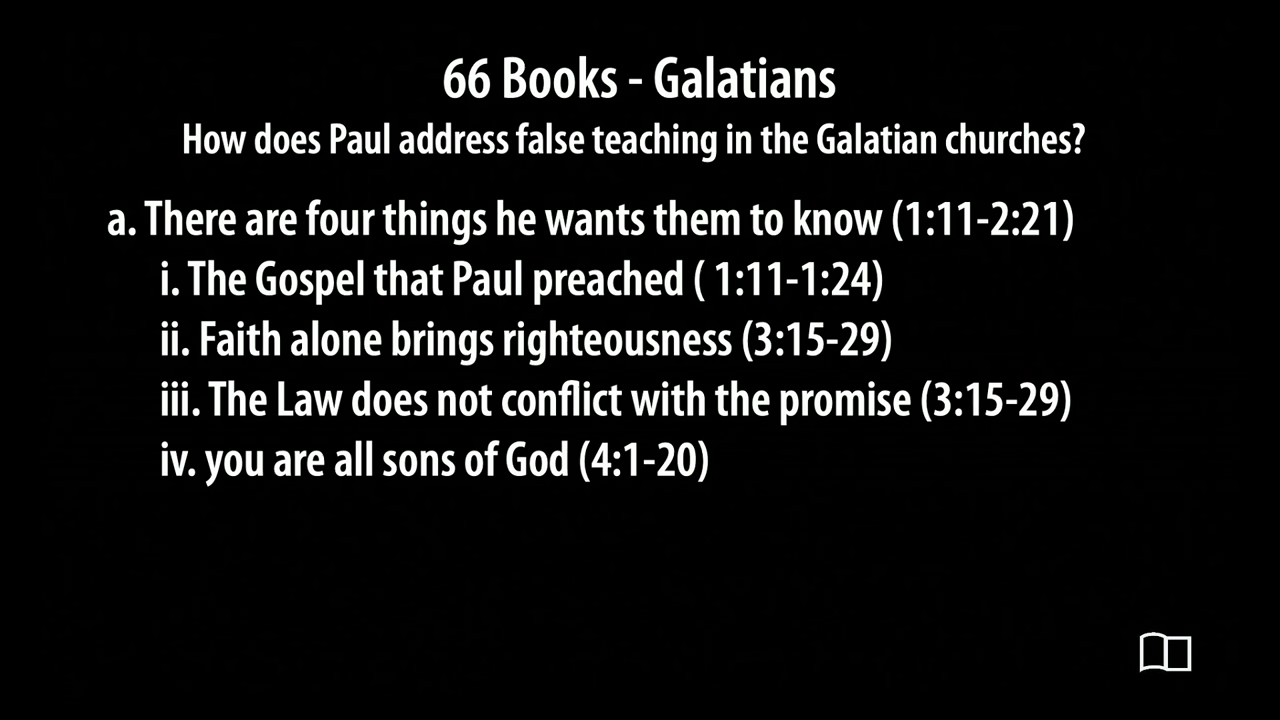 66 Books - Galatians
How does Paul address false teaching in the Galatian churches?
a. There are four things he wants them to know (1:11-2:21)
i. The Gospel that Paul preached ( 1:11-1:24)
ii. Faith alone brings righteousness (3:15-29)
iii. The Law does not conflict with the promise (3:15-29)
iv. you are all sons of God (4:1-20)